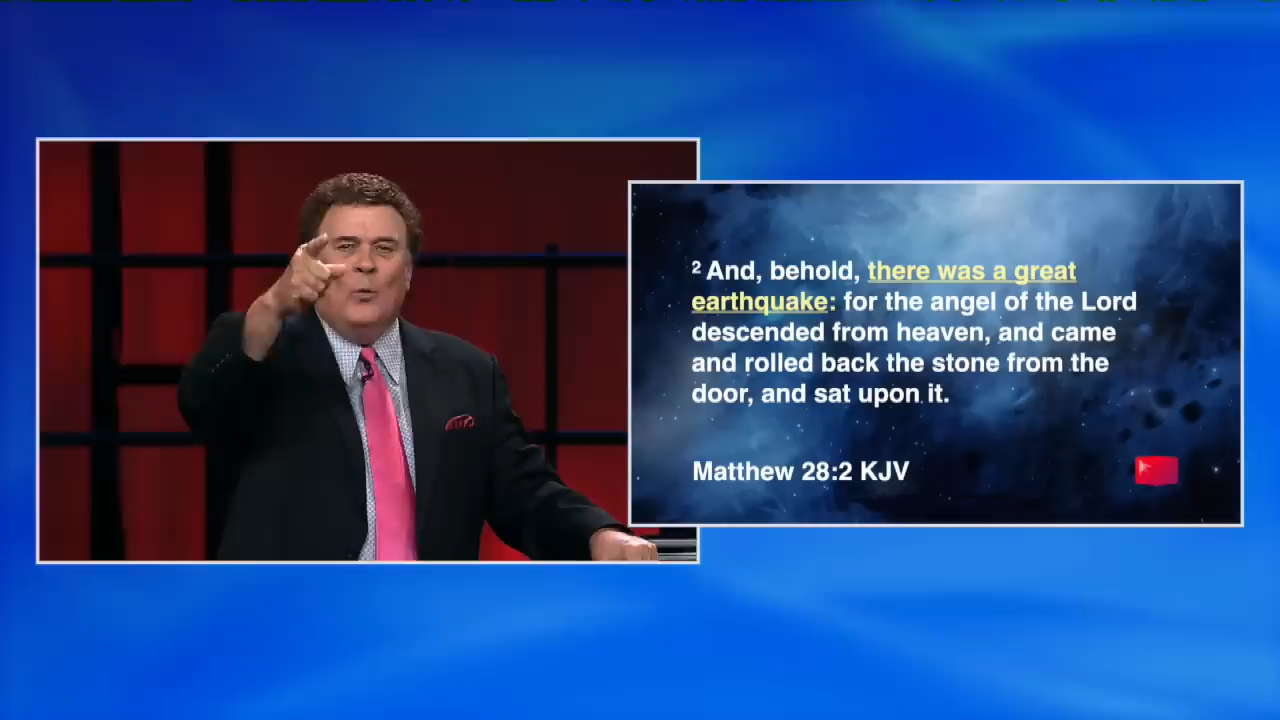 ² And, behold, there was a great
earthquake: for the angel of the Lord
descended from heaven, and came
and rolled back the stone from the
door, and sat upon it.
Matthew 28:2 KJV